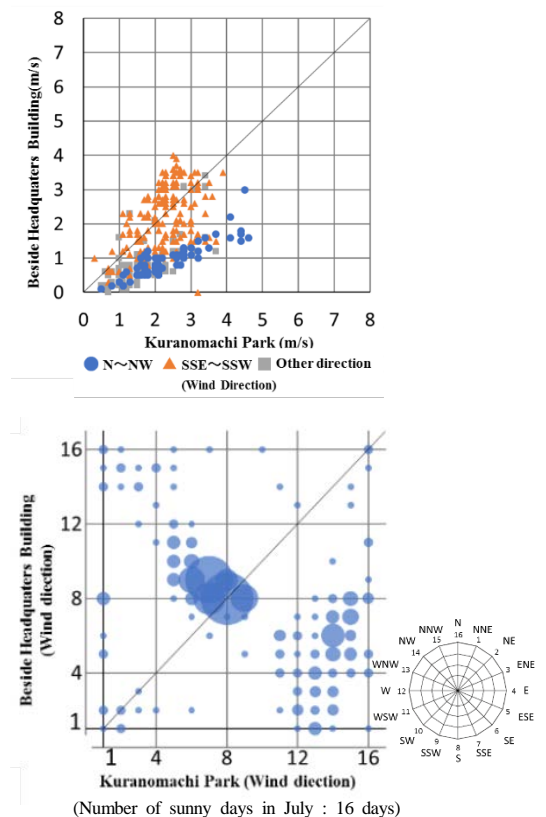 8
7
6
5
4
3
2
1
0
Beside Headquaters Building(m/s)
0 1 2 3 4 5 6 7 8
Kuranomachi Park (m/s)
N～NW SSE～SSW Other direction
(Wind Direction)
16
12
8
4
1
Beside Headquaters Building
(Wind diection)
1 4 8 12 16
Kuranomachi Park (Wind diection)
N
16
NNE
1
NE
2
ENE
3
E
4
ESE
5
SE
6
SSE
7
S
8
SSW
9
SW
10
WSW
11
W
12
WNW
13
NW
14
NNW
15
(Number of sunny days in July : 16 days)